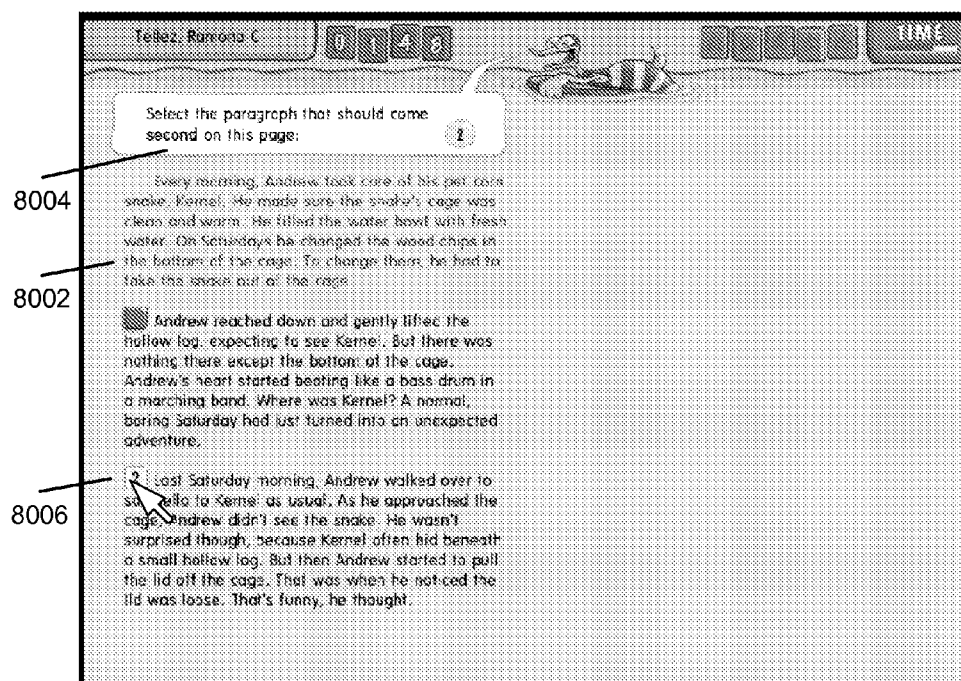 Tellez, Ramona C
0 1 4 8
TIME
Select the paragraph that should come
second on this page:
2
8004
Every morning, Andrew took care of his pet corn
snake, Kernel. He made sure the snake's cage was
clean and warm. He filled the water bowl with fresh
water. On Saturdays he changed the wood chips in
the bottom of the cage. To change them, he had to
take the snake out of the cage
8002
Andrew reached down and gently lifted the
hollow log, expecting to see Kernel. But there was
nothing there except the bottom of the cage.
Andrew's heart started beating like a bass drum in
a marching band. Where was Kernel? A normal,
boring Saturday had just turned into an unexpected
adventure.
8006
2 Last Saturday morning, Andrew walked over to
hello to Kernel as usual. As he approached the
cage, Andrew didn't see the snake. He wasn't
surprised though, because Kernel often hid beneath
a small hollow log. But then Andrew started to pull
the lid off the cage. That was when he noticed the
lid was loose. That's funny, he thought.